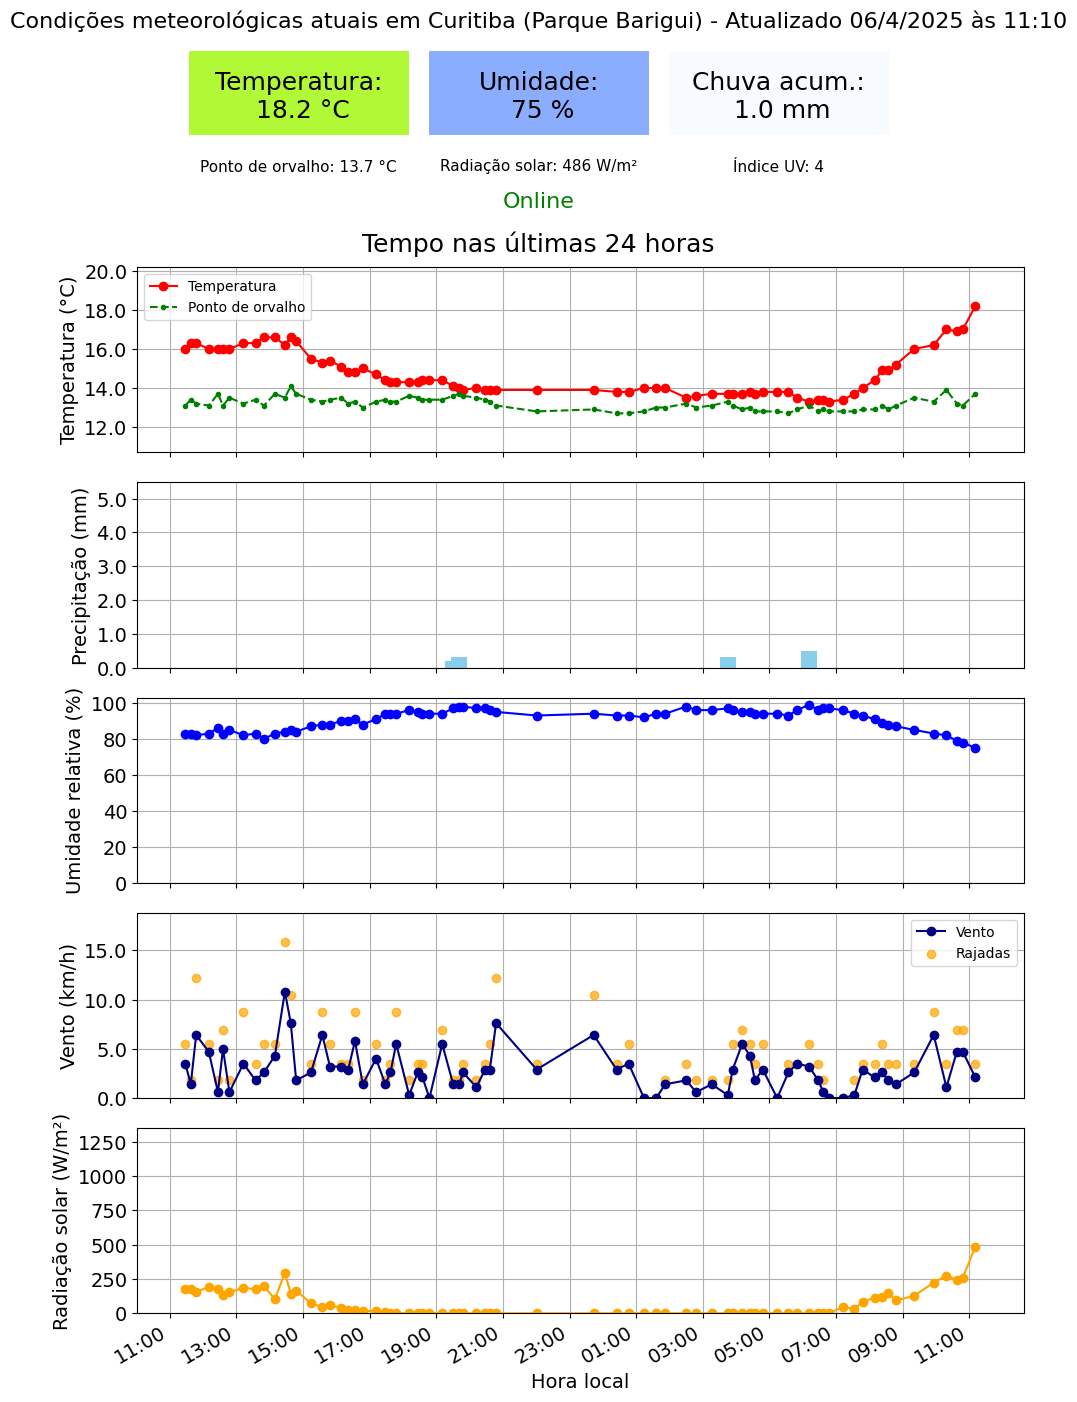 Condições meteorológicas atuais em Curitiba (Parque Barigui) - Atualizado 06/4/2025 às 11:10
Temperatura:
18.2 °C
Umidade:
75 %
Chuva acum.:
1.0 mm
Ponto de orvalho: 13.7 °C
Radiação solar: 486 W/m²
Índice UV: 4
Online
Tempo nas últimas 24 horas
Temperatura (°C)
20.0
18.0
16.0
14.0
12.0
Temperatura
Ponto de orvalho
Precipitação (mm)
5.0
4.0
3.0
2.0
1.0
0.0
Umidade relativa (%)
100
80
60
40
20
0
Vento (km/h)
15.0
10.0
5.0
0.0
Vento
Rajadas
Radiação solar (W/m²)
1250
1000
750
500
250
0
11:00
13:00
15:00
17:00
19:00
21:00
23:00
01:00
03:00
05:00
07:00
09:00
11:00
Hora local